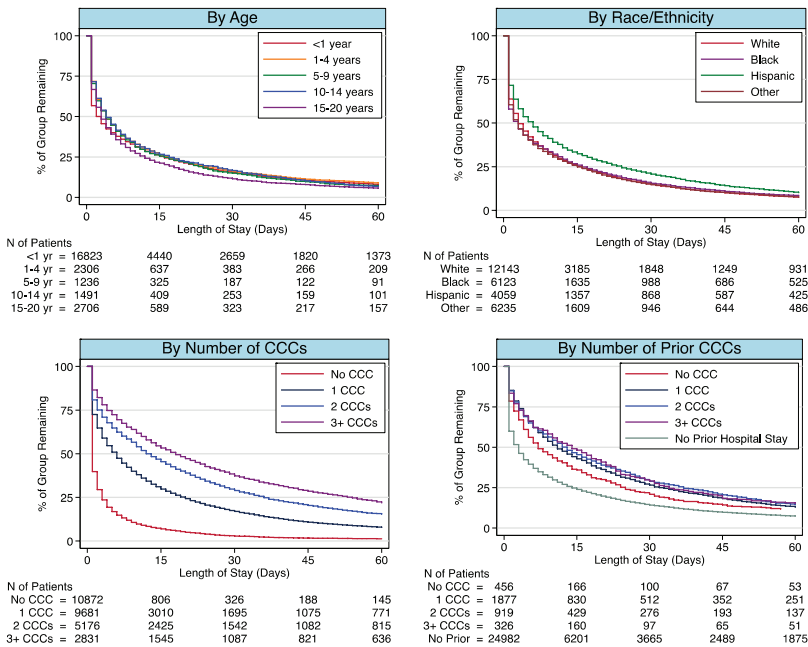 By Age
% of Group Remaining
100
75
50
25
0
<1 year
1-4 years
5-9 years
10-14 years
15-20 years
0 15 30 45 60
Length of Stay (Days)
N of Patients
<1 yr = 16823 4440 2659 1820 1373
1-4 yr = 2306 637 383 266 209
5-9 yr = 1236 325 187 122 91
10-14 yr = 1491 409 253 159 101
15-20 yr = 2706 589 323 217 157
By Race/Ethnicity
% of Group Remaining
100
75
50
25
0
White
Black
Hispanic
Other
0 15 30 45 60
Length of Stay (Days)
N of Patients
White = 12143 3185 1848 1249 931
Black = 6123 1635 988 686 525
Hispanic = 4059 1357 868 587 425
Other = 6235 1609 946 644 486
By Number of CCCs
% of Group Remaining
100
75
50
25
0
No CCC
1 CCC
2 CCCs
3+ CCCs
0 15 30 45 60
Length of Stay (Days)
N of Patients
No CCC = 10872 806 326 188 145
1 CCC = 9681 3010 1695 1075 771
2 CCCs = 5176 2425 1542 1082 815
3+ CCCs = 2831 1545 1087 821 636
By Number of Prior CCCs
% of Group Remaining
100
75
50
25
0
No CCC
1 CCC
2 CCCs
3+ CCCs
No Prior Hospital Stay
0 15 30 45 60
Length of Stay (Days)
N of Patients
No CCC = 456 166 100 67 53
1 CCC = 1877 830 512 352 251
2 CCCs = 919 429 276 193 137
3+ CCCs = 326 160 97 65 51
No Prior = 24982 6201 3665 2489 1875